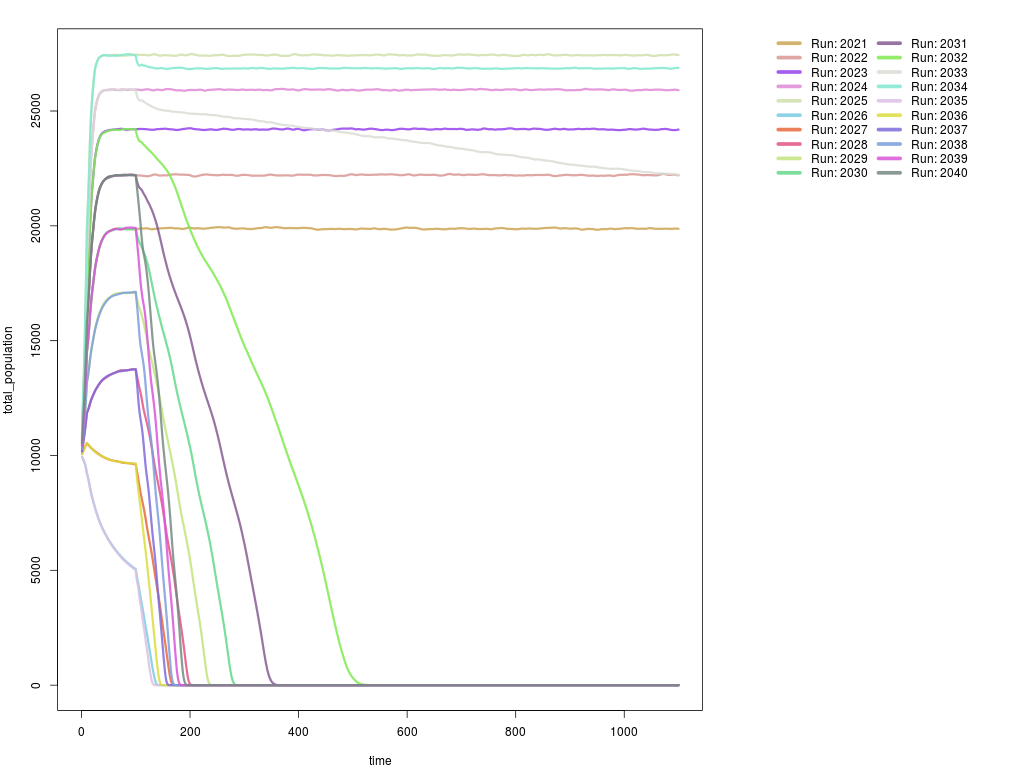 Run: 2021
Run: 2022
Run: 2023
Run: 2024
Run: 2025
Run: 2026
Run: 2027
Run: 2028
Run: 2029
Run: 2030
Run: 2031
Run: 2032
Run: 2033
Run: 2034
Run: 2035
Run: 2036
Run: 2037
Run: 2038
Run: 2039
Run: 2040
total_population
25000
20000
15000
10000
5000
0
0 200 400 600 800 1000
time